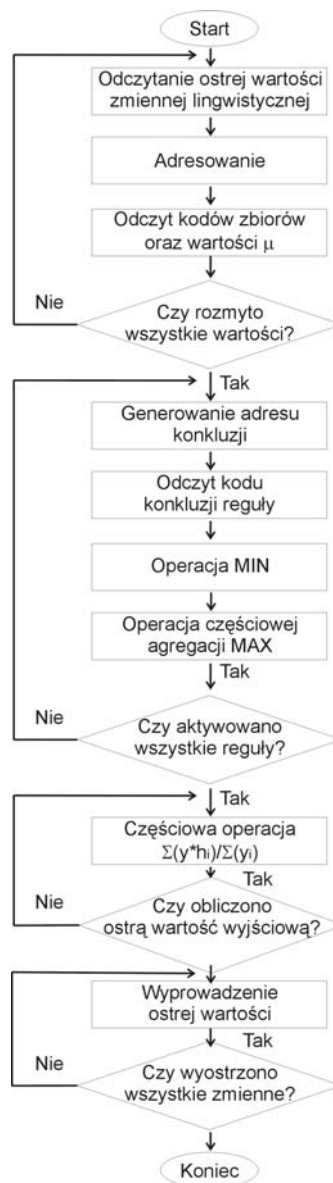 Start
Odczytanie ostrej wartości
zmiennej lingwistycznej
Adresowanie
Odczyt kodów zbiorów
oraz wartości μ
Nie
Czy rozmyto
wszystkie wartości?
Tak
Generowanie adresu
konkluzji
Odczyt kodu
konkluzji reguły
Operacja MIN
Operacja częściowej
agregacji MAX
Tak
Nie
Czy aktywowano
wszystkie reguły?
Tak
Częściowa operacja
Σ(y*hi)/Σ(yi)
Tak
Nie
Czy obliczono
ostrą wartość wyjściową?
Wyprowadzenie
ostrej wartości
Tak
Nie
Czy wyostrzono
wszystkie zmienne?
Koniec